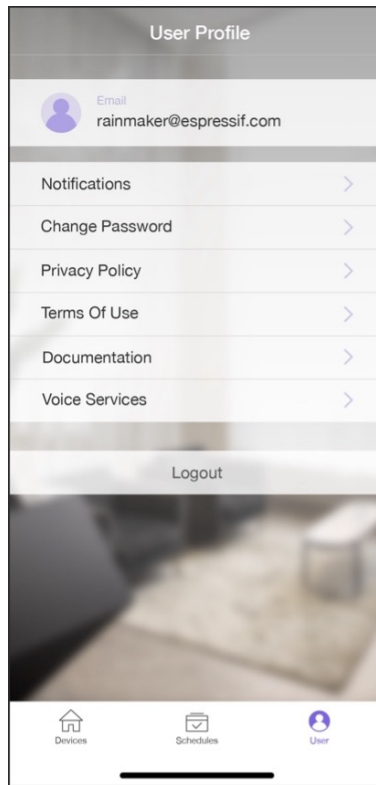 User Profile
Email
rainmaker@espressif.com
Notifications
Change Password
Privacy Policy
Terms Of Use
Documentation
Voice Services
Logout
Devices
Schedules
User